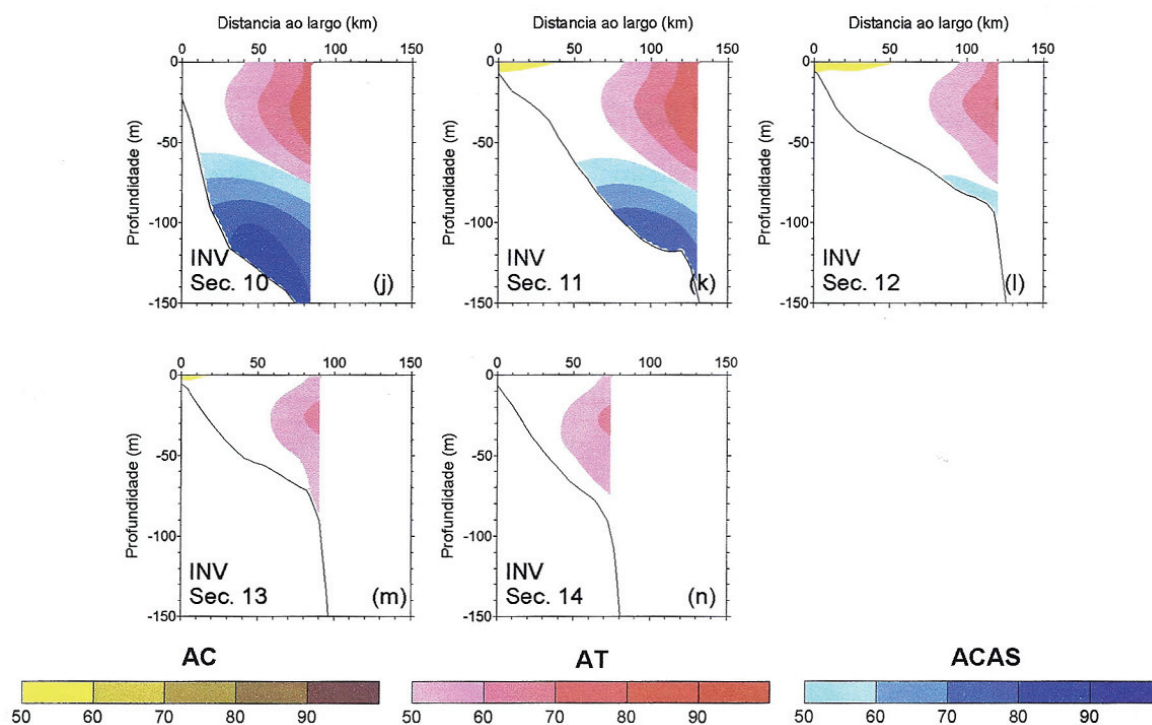 Distancia ao largo (km) Distancia ao largo (km) Distancia ao largo (km)
0 50 100 150 0 50 100 150 0 50 100 150
Profundidade (m) Profundidade (m) Profundidade (m)
0 0 0
-50 -50 -50
-100 -100 -100
-150 -150 -150
INV INV INV
Sec. 10 (j) Sec. 11 (k) Sec. 12 (l)
0 50 100 150 0 50 100 150
Profundidade (m) Profundidade (m)
0 0
-50 -50
-100 -100
-150 -150
INV INV
Sec. 13 (m) Sec. 14 (n)
AC AT ACAS
50 60 70 80 90 50 60 70 80 90 50 60 70 80 90